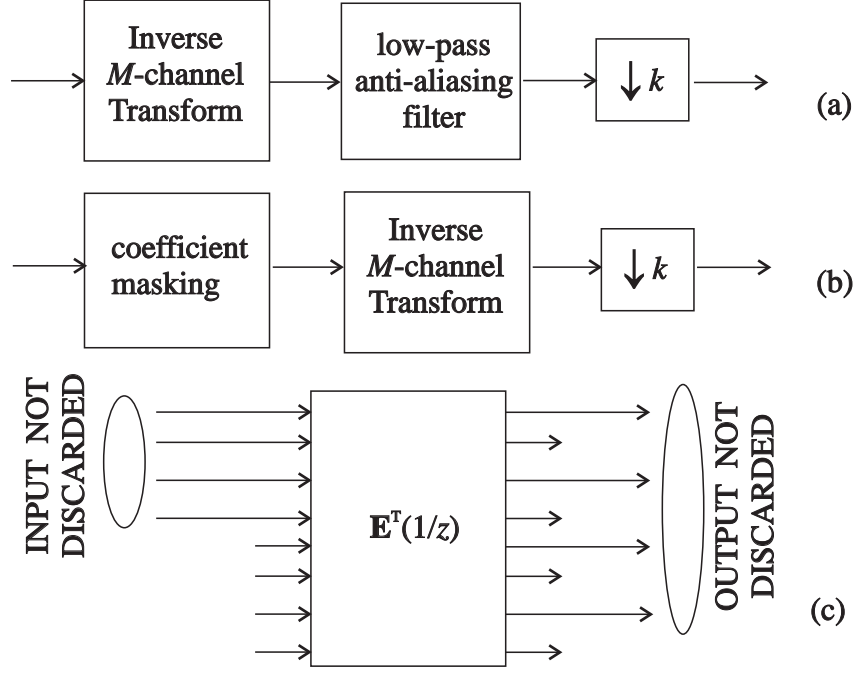 Inverse
M-channel
Transform
low-pass
anti-aliasing
filter
↓ k
(a)
coefficient
masking
Inverse
M-channel
Transform
↓ k
(b)
INPUT NOT
DISCARDED
E^T(1/z)
OUTPUT NOT
DISCARDED
(c)